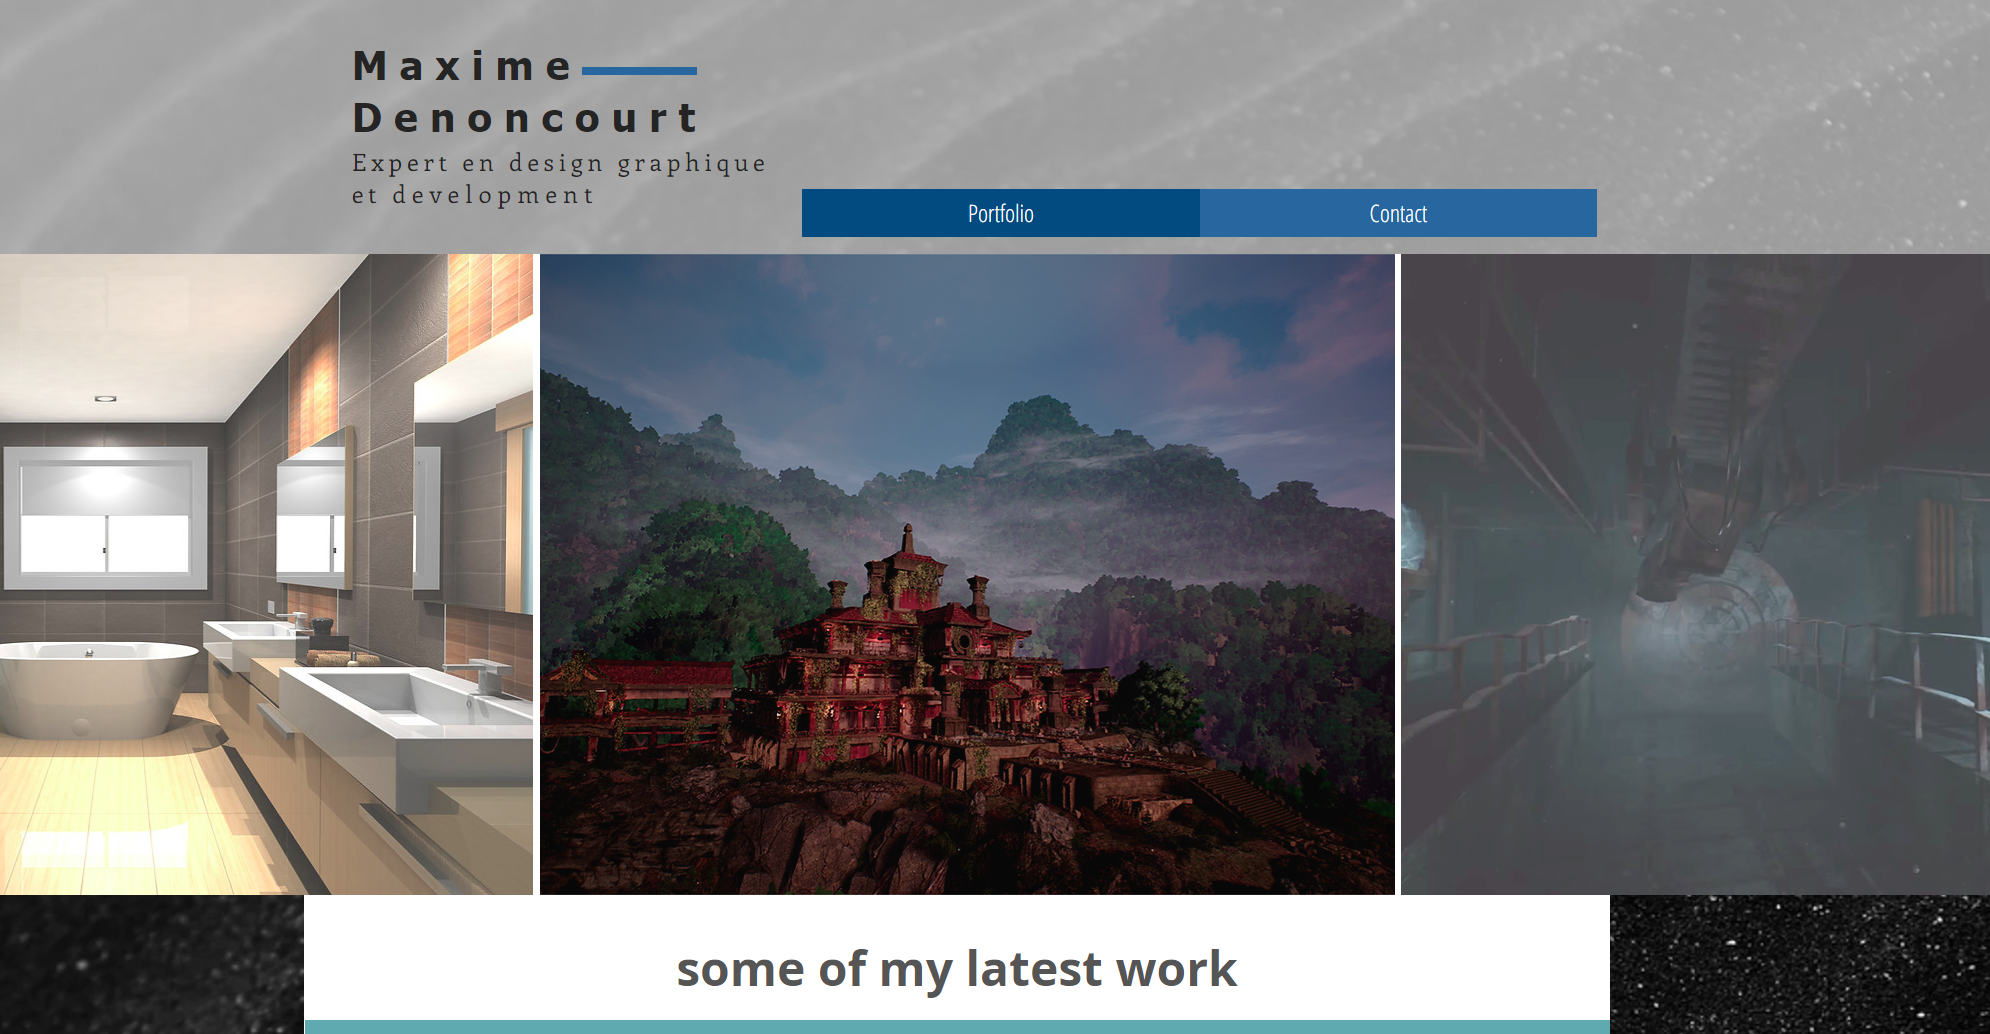 Maxime
Denoncourt
Expert en design graphique
et development
Portfolio
Contact
some of my latest work